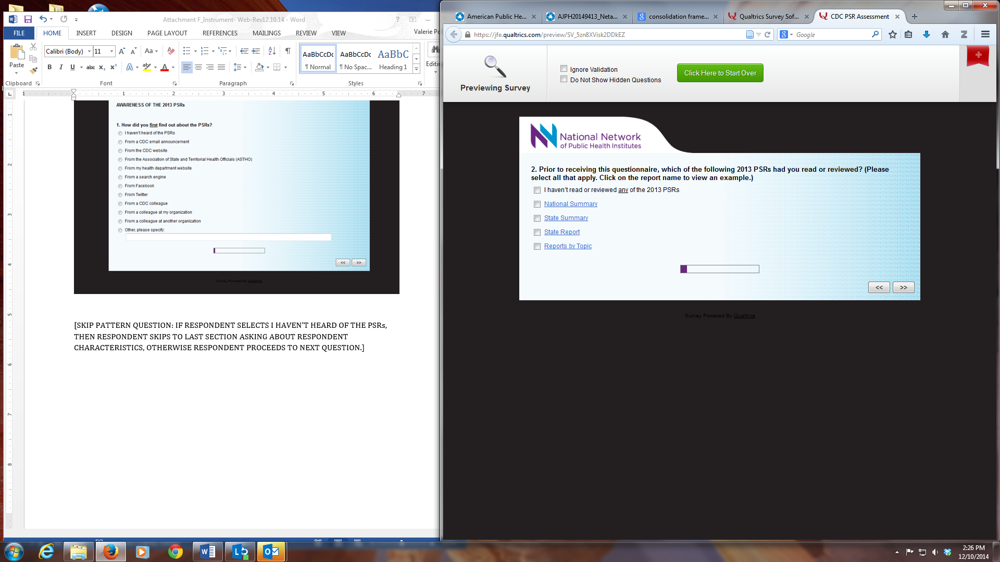 Attachment F_Instrument- Web-Rev12.10.14 - Word
FILE HOME INSERT DESIGN PAGE LAYOUT REFERENCES MAILINGS REVIEW VIEW
Calibri (Body) 11
Paste
AaBbCcDc AaBbCcDc AaBbC
¶ Normal ¶ No Spac... Heading 1
Clipboard Font Paragraph Styles
AWARENESS OF THE 2013 PSRs
1. How did you first find out about the PSRs?
I haven't heard of the PSRs
From a CDC email announcement
From the CDC website
From the Association of State and Territorial Health Officials (ASTHO)
From my health department website
From a search engine
From Facebook
From Twitter
From a CDC colleague
From a colleague at my organization
From a colleague at another organization
Other, please specify:
<< >>
Survey Powered By Qualtrics
[SKIP PATTERN QUESTION: IF RESPONDENT SELECTS I HAVEN'T HEARD OF THE PSRs,
THEN RESPONDENT SKIPS TO LAST SECTION ASKING ABOUT RESPONDENT
CHARACTERISTICS, OTHERWISE RESPONDENT PROCEEDS TO NEXT QUESTION.]
American Public He... AJPH20149413_Neta... consolidation frame... Qualtrics Survey Sof... CDC PSR Assessment
https://jfe.qualtrics.com/preview/SV_5zn8XVisk2DDkEZ
Google
Previewing Survey
Ignore Validation
Do Not Show Hidden Questions
Click Here to Start Over
National Network
of Public Health Institutes
2. Prior to receiving this questionnaire, which of the following 2013 PSRs had you read or reviewed? (Please
select all that apply. Click on the report name to view an example.)
I haven't read or reviewed any of the 2013 PSRs
National Summary
State Summary
State Report
Reports by Topic
<< >>
Survey Powered By Qualtrics
2:26 PM
12/10/2014